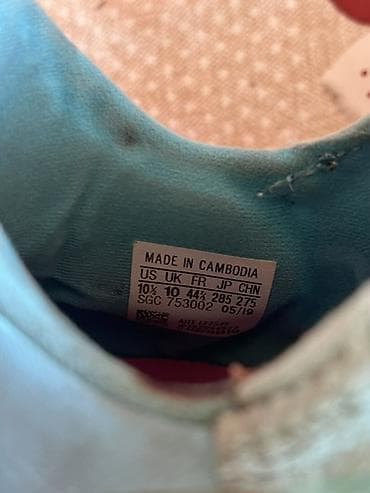 MADE IN CAMBODIA
US UK FR JP CHN
10½ 10 44⅔ 285 275
SGC 753002 05/19